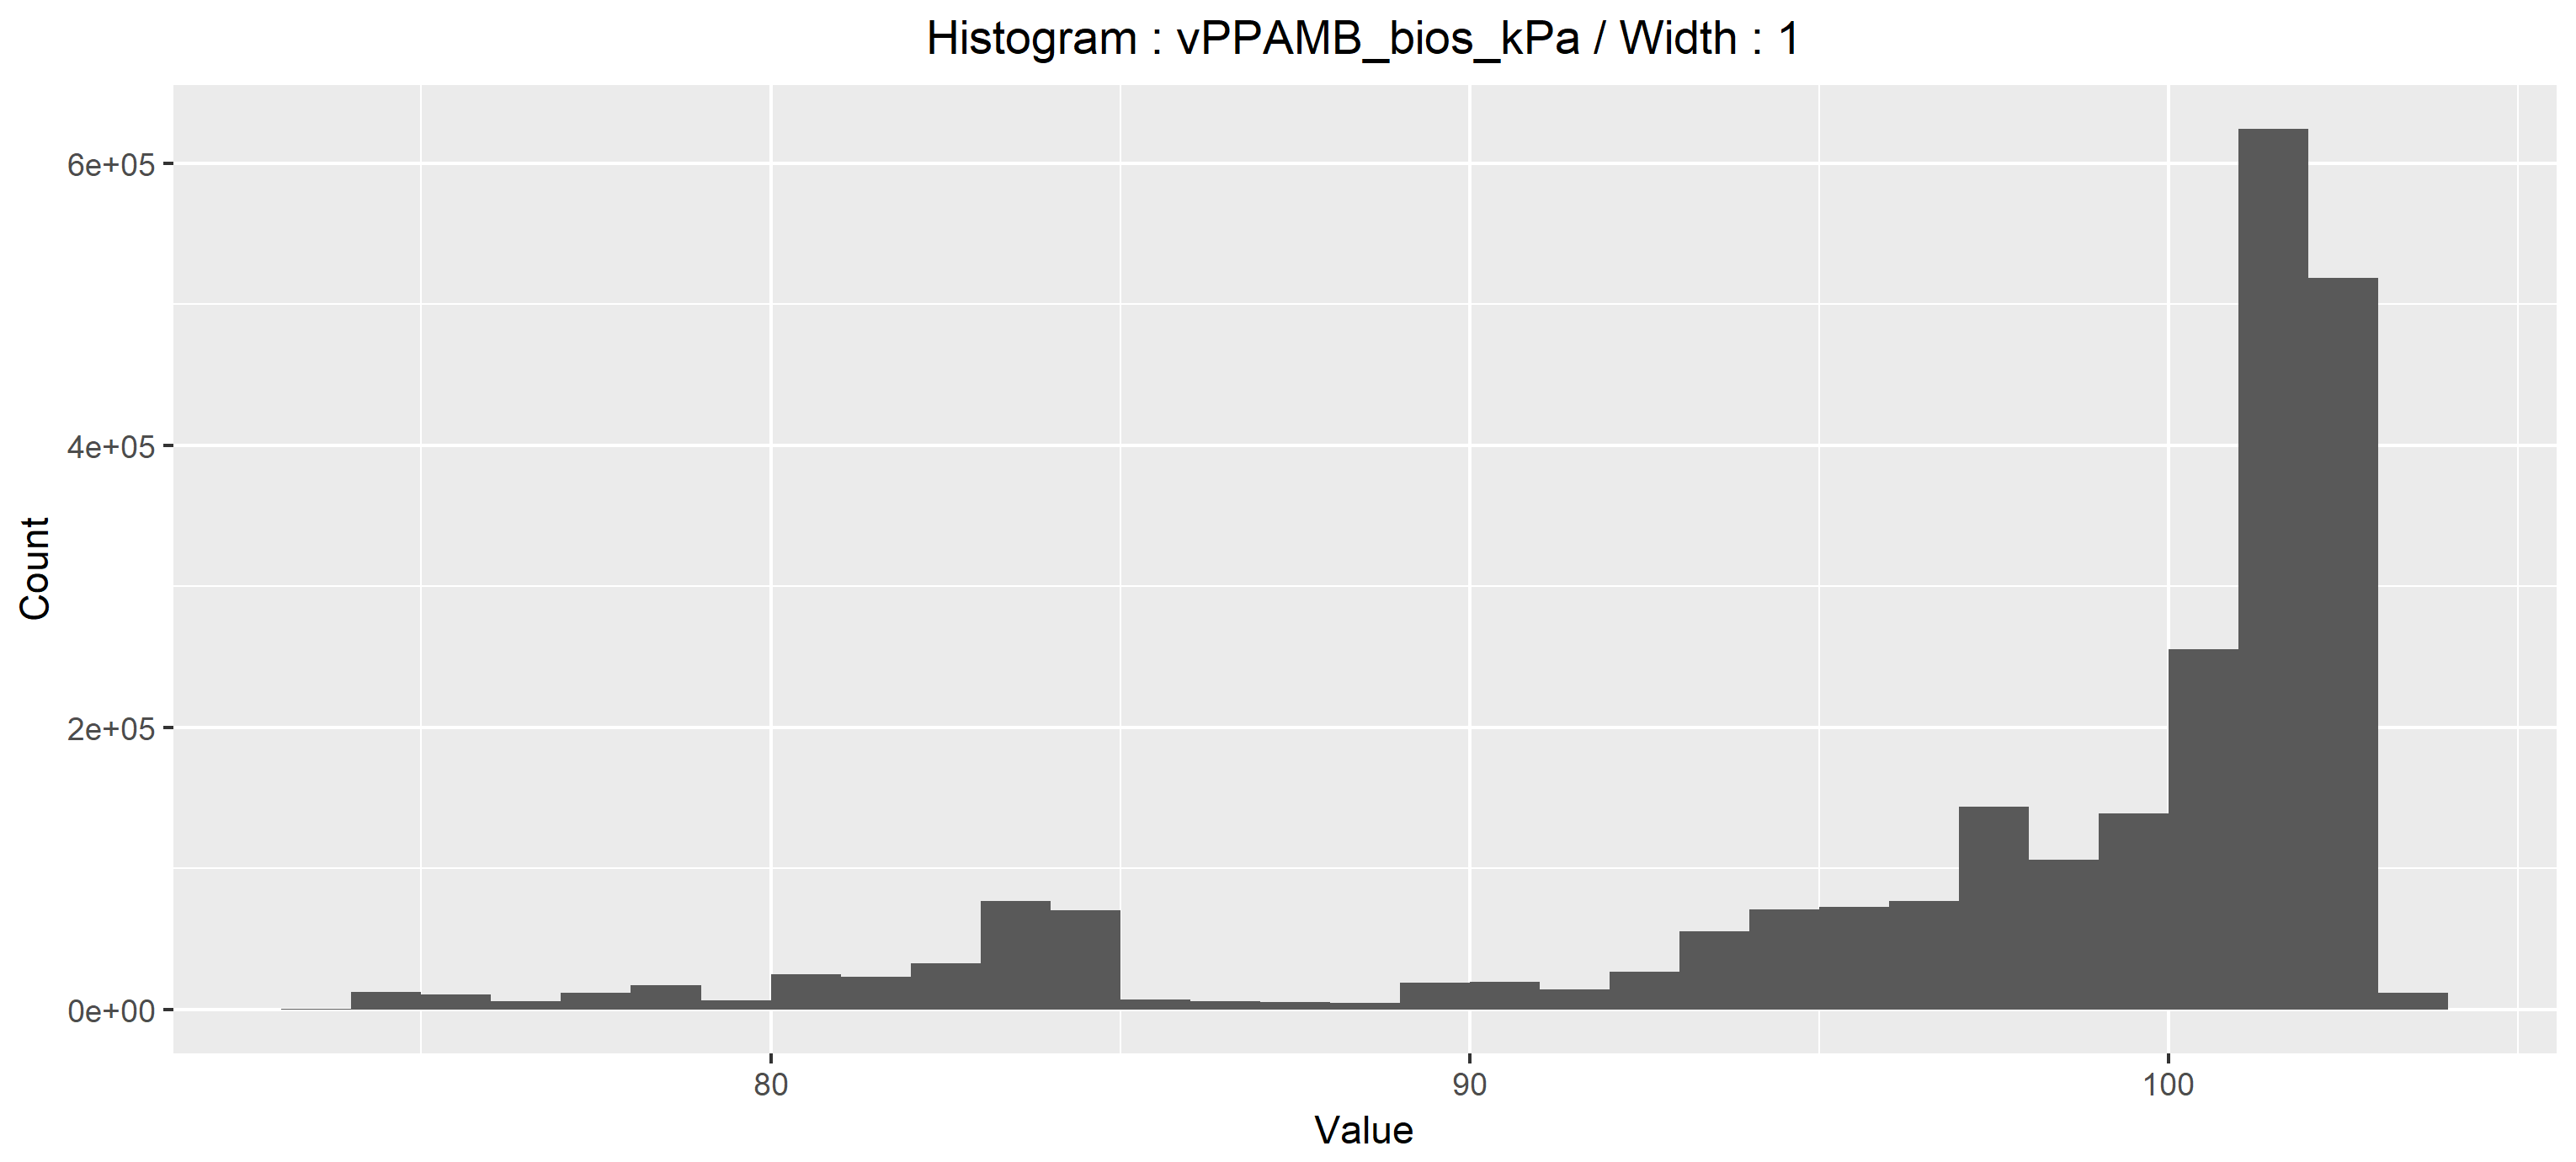 Histogram : vPPAMB_bios_kPa / Width : 1
6e+05
4e+05
2e+05
0e+00
Count
80 90 100
Value